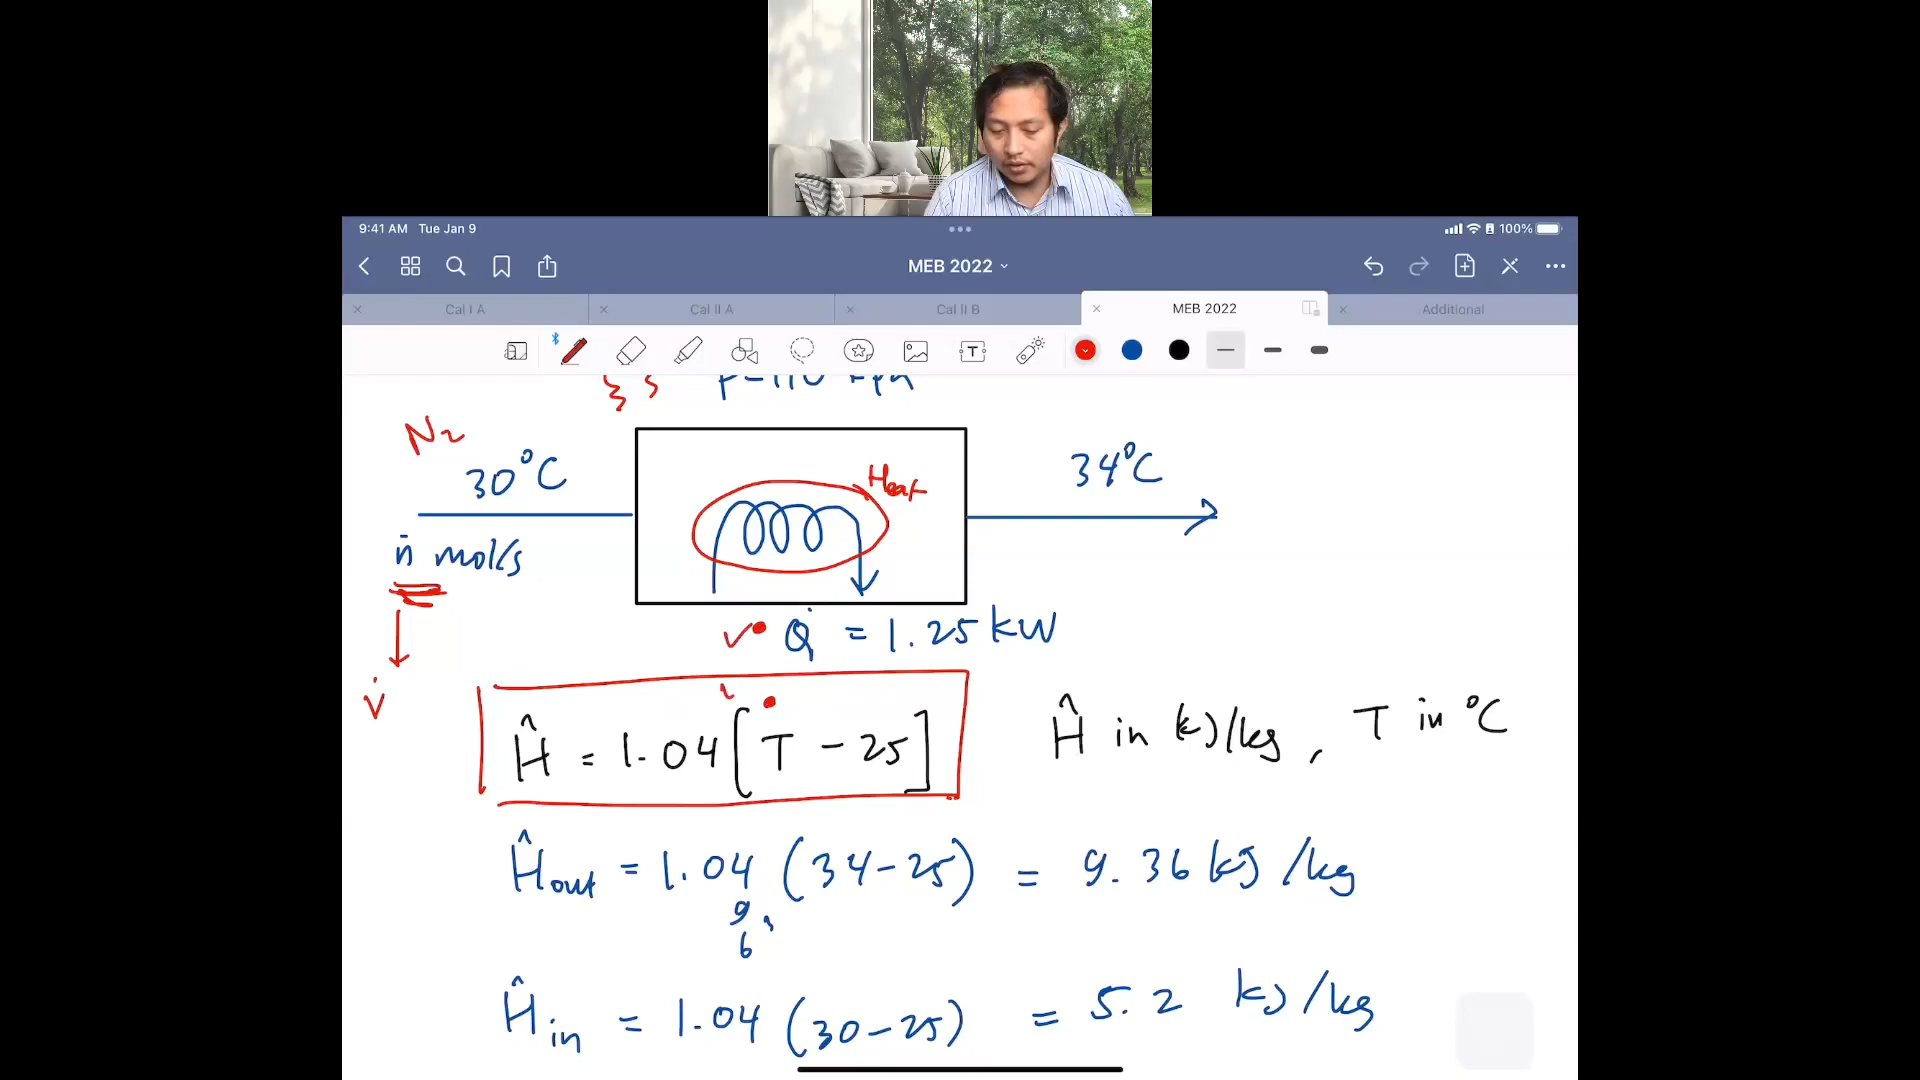 9:41 AM Tue Jan 9
100%
MEB 2022
Cal I A
Cal II A
Cal II B
MEB 2022
Additional
T
N2
30°C
34°C
Heat
ṅ mol/s
Q̇ = 1.25 kW
V̇
Ĥ = 1.04 [T - 25]
Ĥ in kJ/kg, T in °C
Ĥout = 1.04 (34-25) = 9.36 kJ/kg
9
6
Ĥin = 1.04 (30-25) = 5.2 kJ/kg